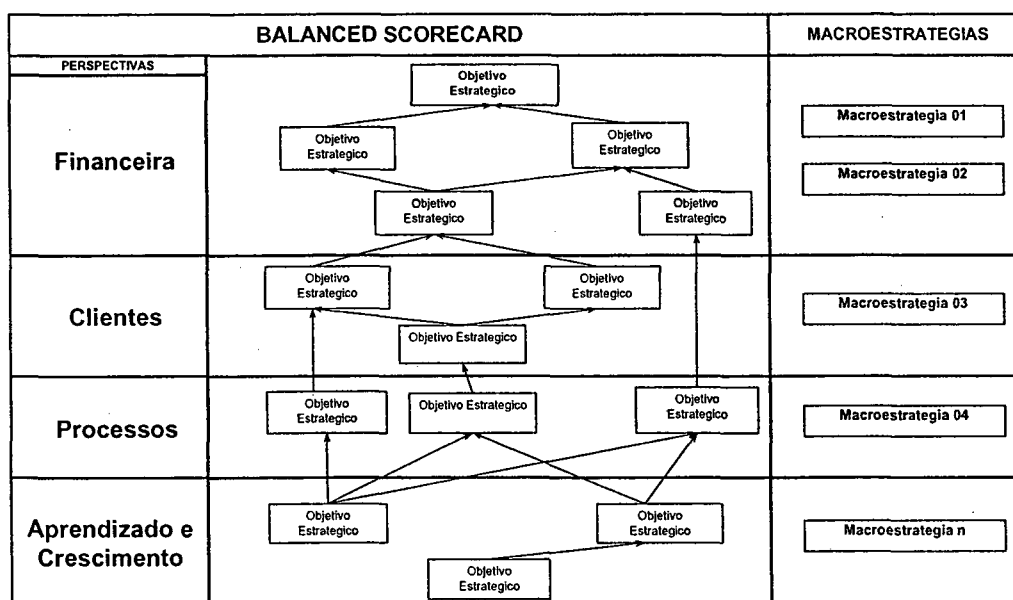 BALANCED SCORECARD
MACROESTRATEGIAS
PERSPECTIVAS
Financeira
Objetivo
Estrategico
Objetivo
Estrategico
Objetivo
Estrategico
Objetivo
Estrategico
Objetivo
Estrategico
Macroestrategia 01
Macroestrategia 02
Clientes
Objetivo
Estrategico
Objetivo
Estrategico
Objetivo Estrategico
Macroestrategia 03
Processos
Objetivo
Estrategico
Objetivo Estrategico
Objetivo
Estrategico
Macroestrategia 04
Aprendizado e
Crescimento
Objetivo
Estrategico
Objetivo
Estrategico
Objetivo
Estrategico
Macroestrategia n